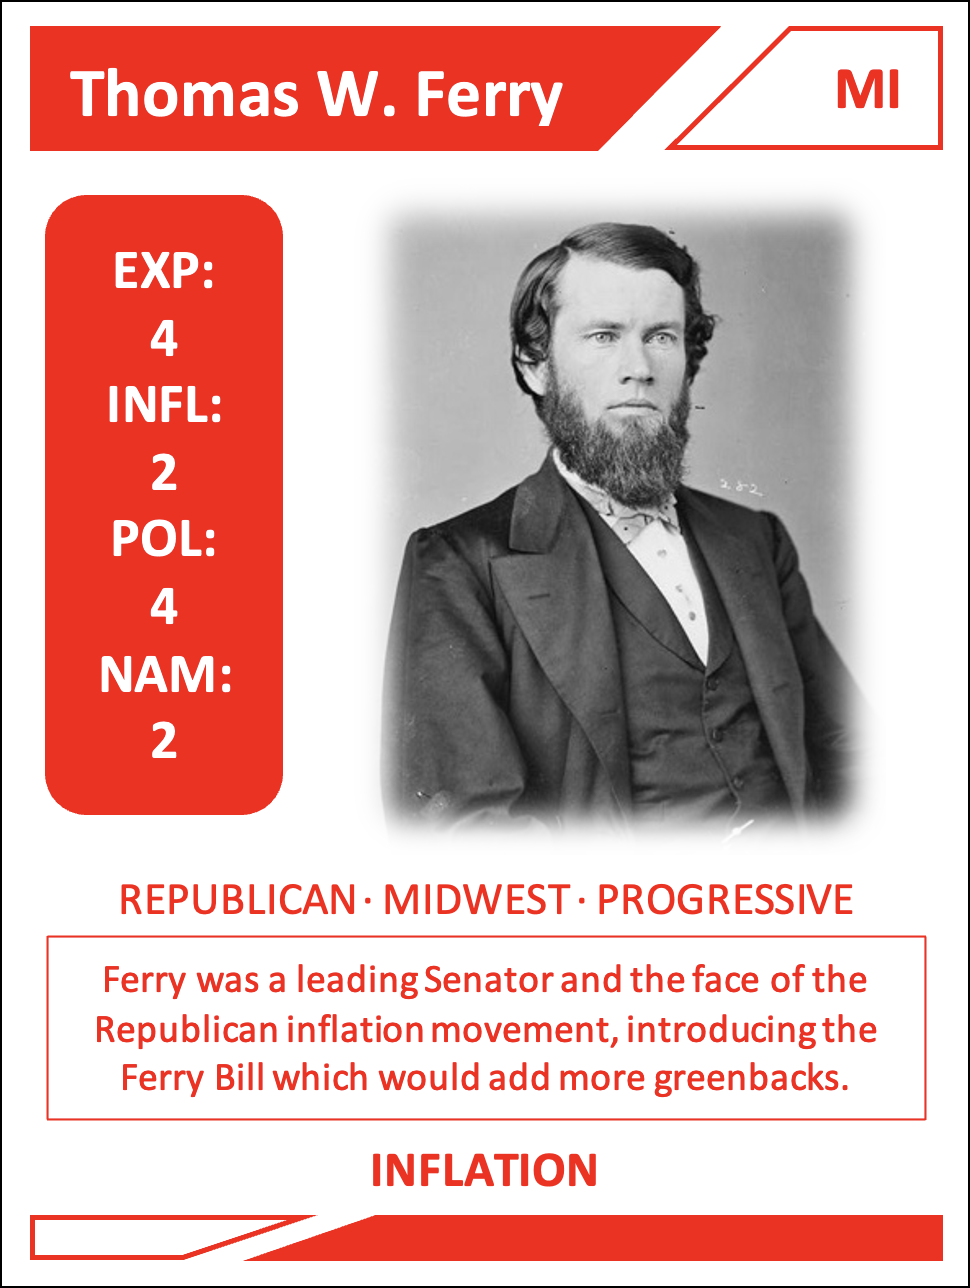 Thomas W. Ferry
MI
EXP:
4
INFL:
2
POL:
4
NAM:
2
282
REPUBLICAN · MIDWEST · PROGRESSIVE
Ferry was a leading Senator and the face of the
Republican inflation movement, introducing the
Ferry Bill which would add more greenbacks.
INFLATION